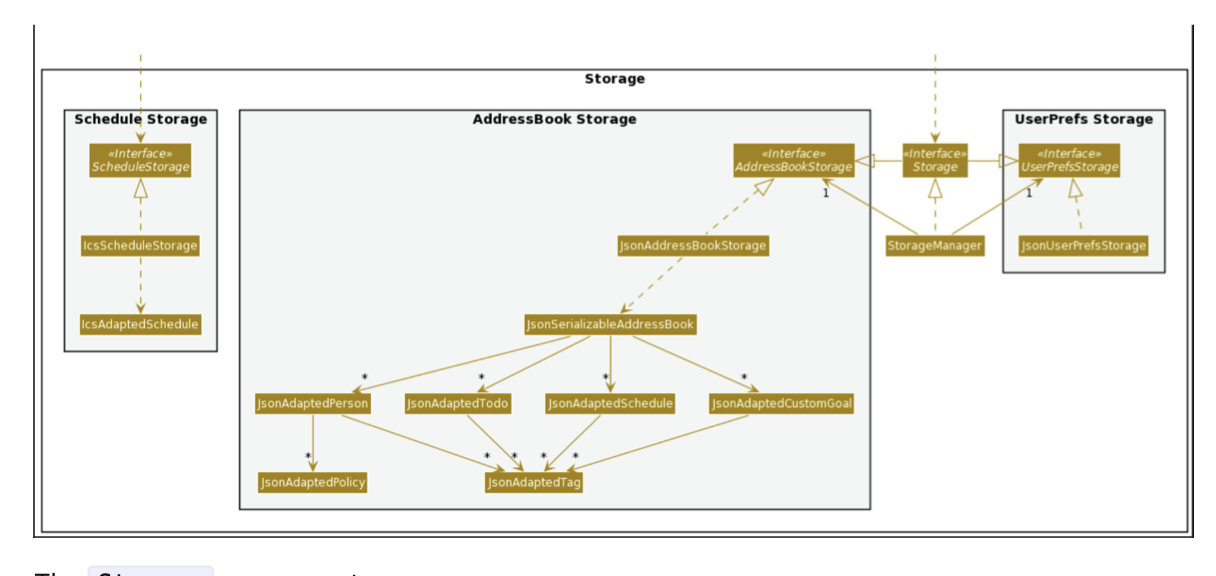 Storage
Schedule Storage
AddressBook Storage
UserPrefs Storage
«Interface»
ScheduleStorage
«Interface»
AddressBookStorage
«Interface»
Storage
«Interface»
UserPrefsStorage
1
1
IcsScheduleStorage
JsonAddressBookStorage
StorageManager
JsonUserPrefsStorage
IcsAdaptedSchedule
JsonSerializableAddressBook
*
*
*
*
JsonAdaptedPerson
JsonAdaptedTodo
JsonAdaptedSchedule
JsonAdaptedCustomGoal
*
*
*
*
*
JsonAdaptedPolicy
JsonAdaptedTag